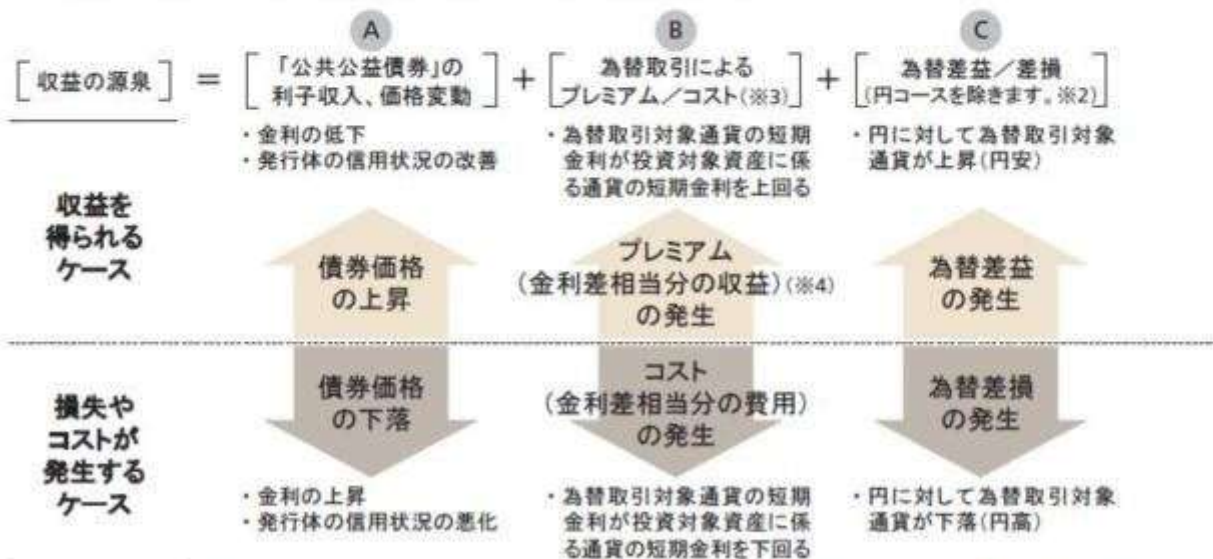 A
B
C
[収益の源泉] = [「公共公益債券」の利子収入、価格変動] + [為替取引によるプレミアム／コスト(※3)] + [為替差益／差損(円コースを除きます。※2)]
・金利の低下
・発行体の信用状況の改善
・為替取引対象通貨の短期
金利が投資対象資産に係
る通貨の短期金利を上回る
・円に対して為替取引対象
通貨が上昇(円安)
収益を
得られる
ケース
債券価格
の上昇
プレミアム
(金利差相当分の収益)(※4)
の発生
為替差益
の発生
損失や
コストが
発生する
ケース
債券価格
の下落
コスト
(金利差相当分の費用)
の発生
為替差損
の発生
・金利の上昇
・発行体の信用状況の悪化
・為替取引対象通貨の短期
金利が投資対象資産に係
る通貨の短期金利を下回る
・円に対して為替取引対象
通貨が下落(円高)